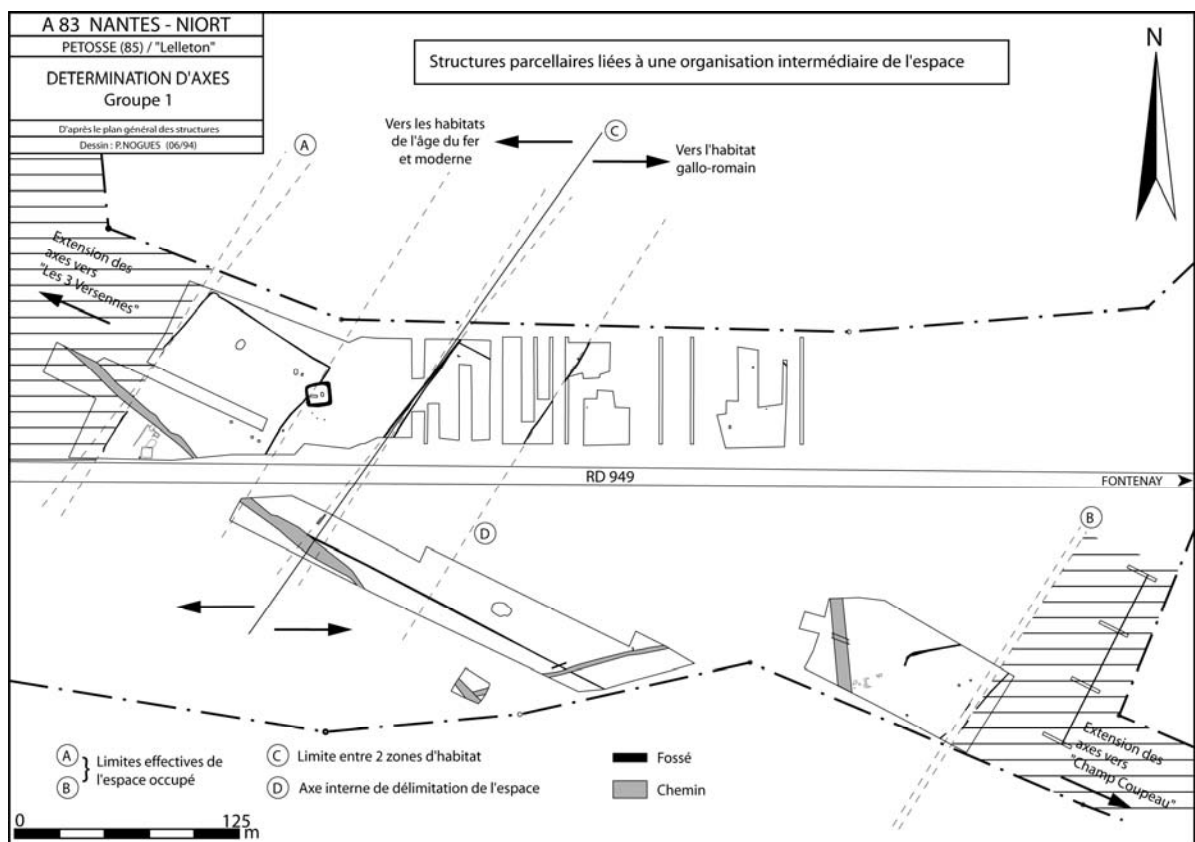 A 83 NANTES - NIORT
PETOSSE (85) / "Lelleton"
DETERMINATION D'AXES
Groupe 1
D'après le plan général des structures
Dessin : P.NOGUES (06/94)
Structures parcellaires liées à une organisation intermédiaire de l'espace
N
A
Vers les habitats
de l'âge du fer
et moderne
C
Vers l'habitat
gallo-romain
Extension des
axes vers
"Les 3 Versennes"
RD 949
FONTENAY
D
B
Extension des
axes vers
"Champ Coupeau"
A
B
} Limites effectives de
l'espace occupé
C Limite entre 2 zones d'habitat
D Axe interne de délimitation de l'espace
Fossé
Chemin
0 125
m